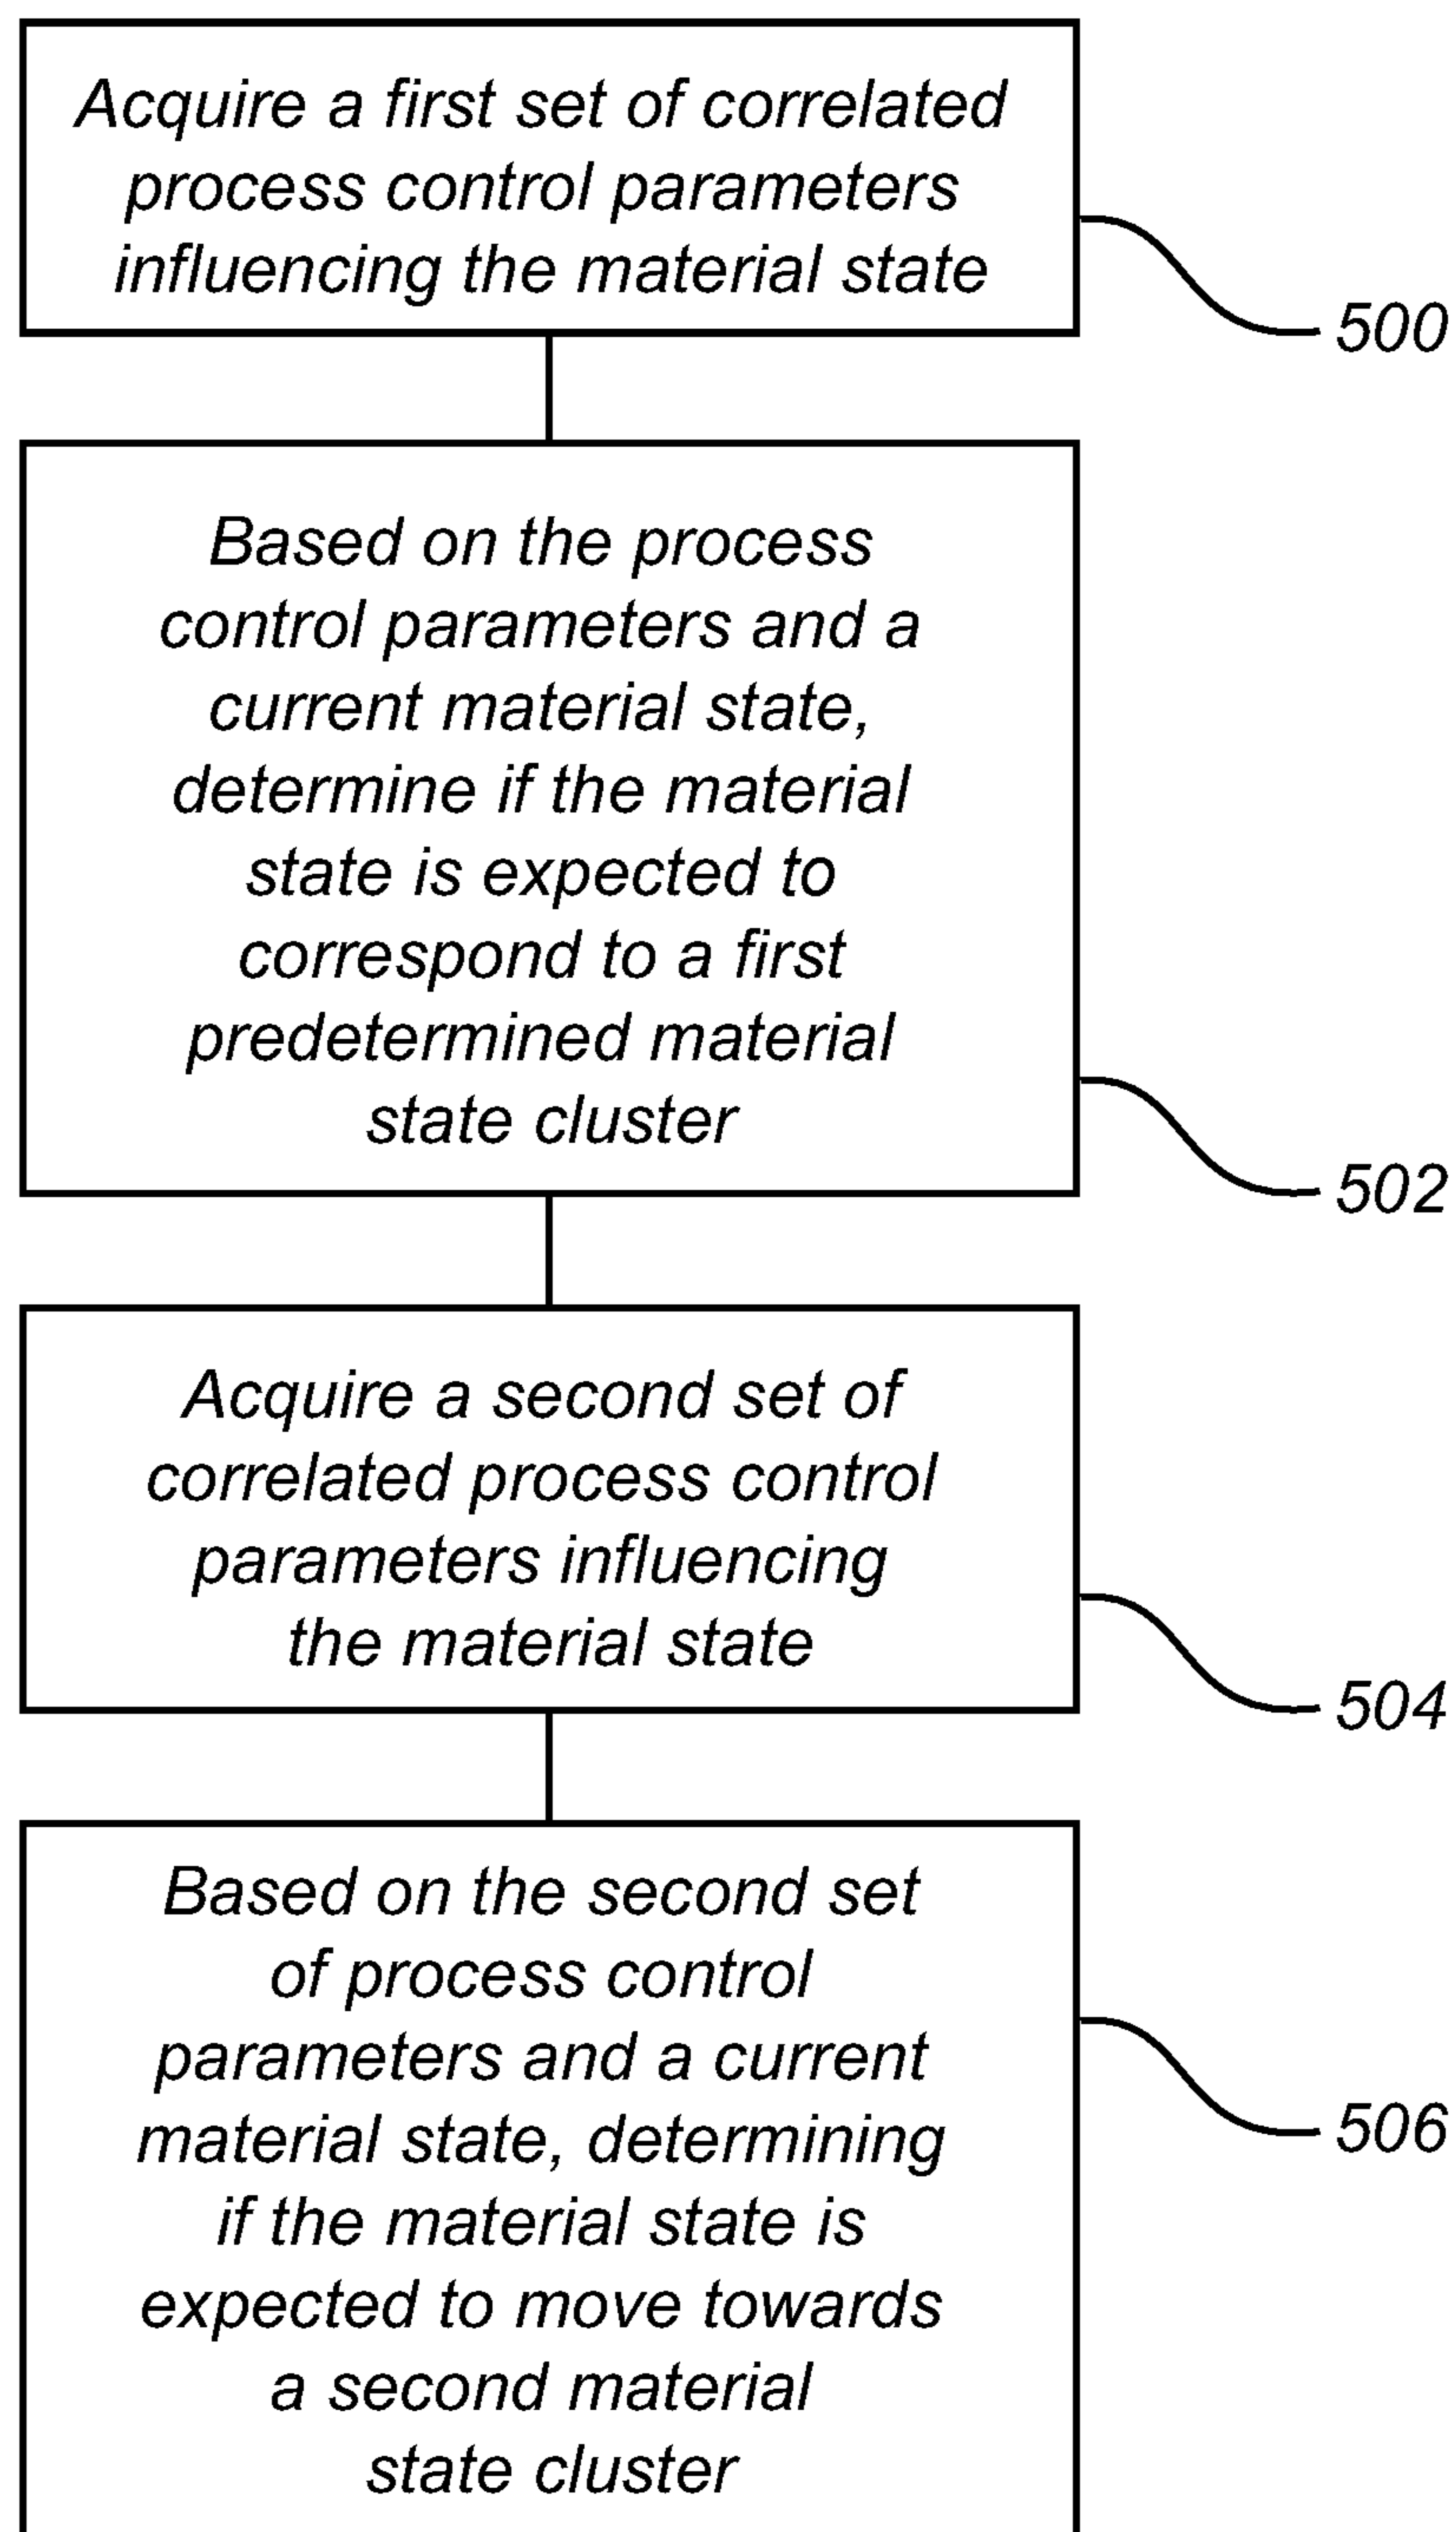 Acquire a first set of correlated
process control parameters
influencing the material state
500
Based on the process
control parameters and a
current material state,
determine if the material
state is expected to
correspond to a first
predetermined material
state cluster
502
Acquire a second set of
correlated process control
parameters influencing
the material state
504
Based on the second set
of process control
parameters and a current
material state, determining
if the material state is
expected to move towards
a second material
state cluster
506